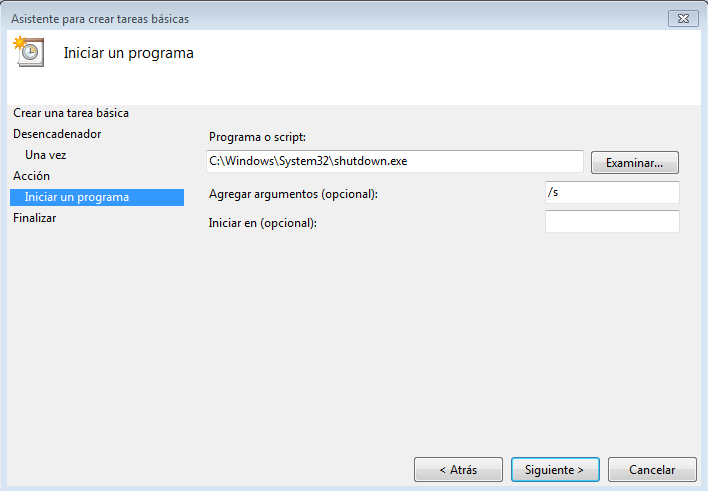 Asistente para crear tareas básicas
Iniciar un programa
Crear una tarea básica
Desencadenador
Una vez
Acción
Iniciar un programa
Finalizar
Programa o script:
C:\Windows\System32\shutdown.exe
Examinar...
Agregar argumentos (opcional):
/s
Iniciar en (opcional):
< Atrás
Siguiente >
Cancelar